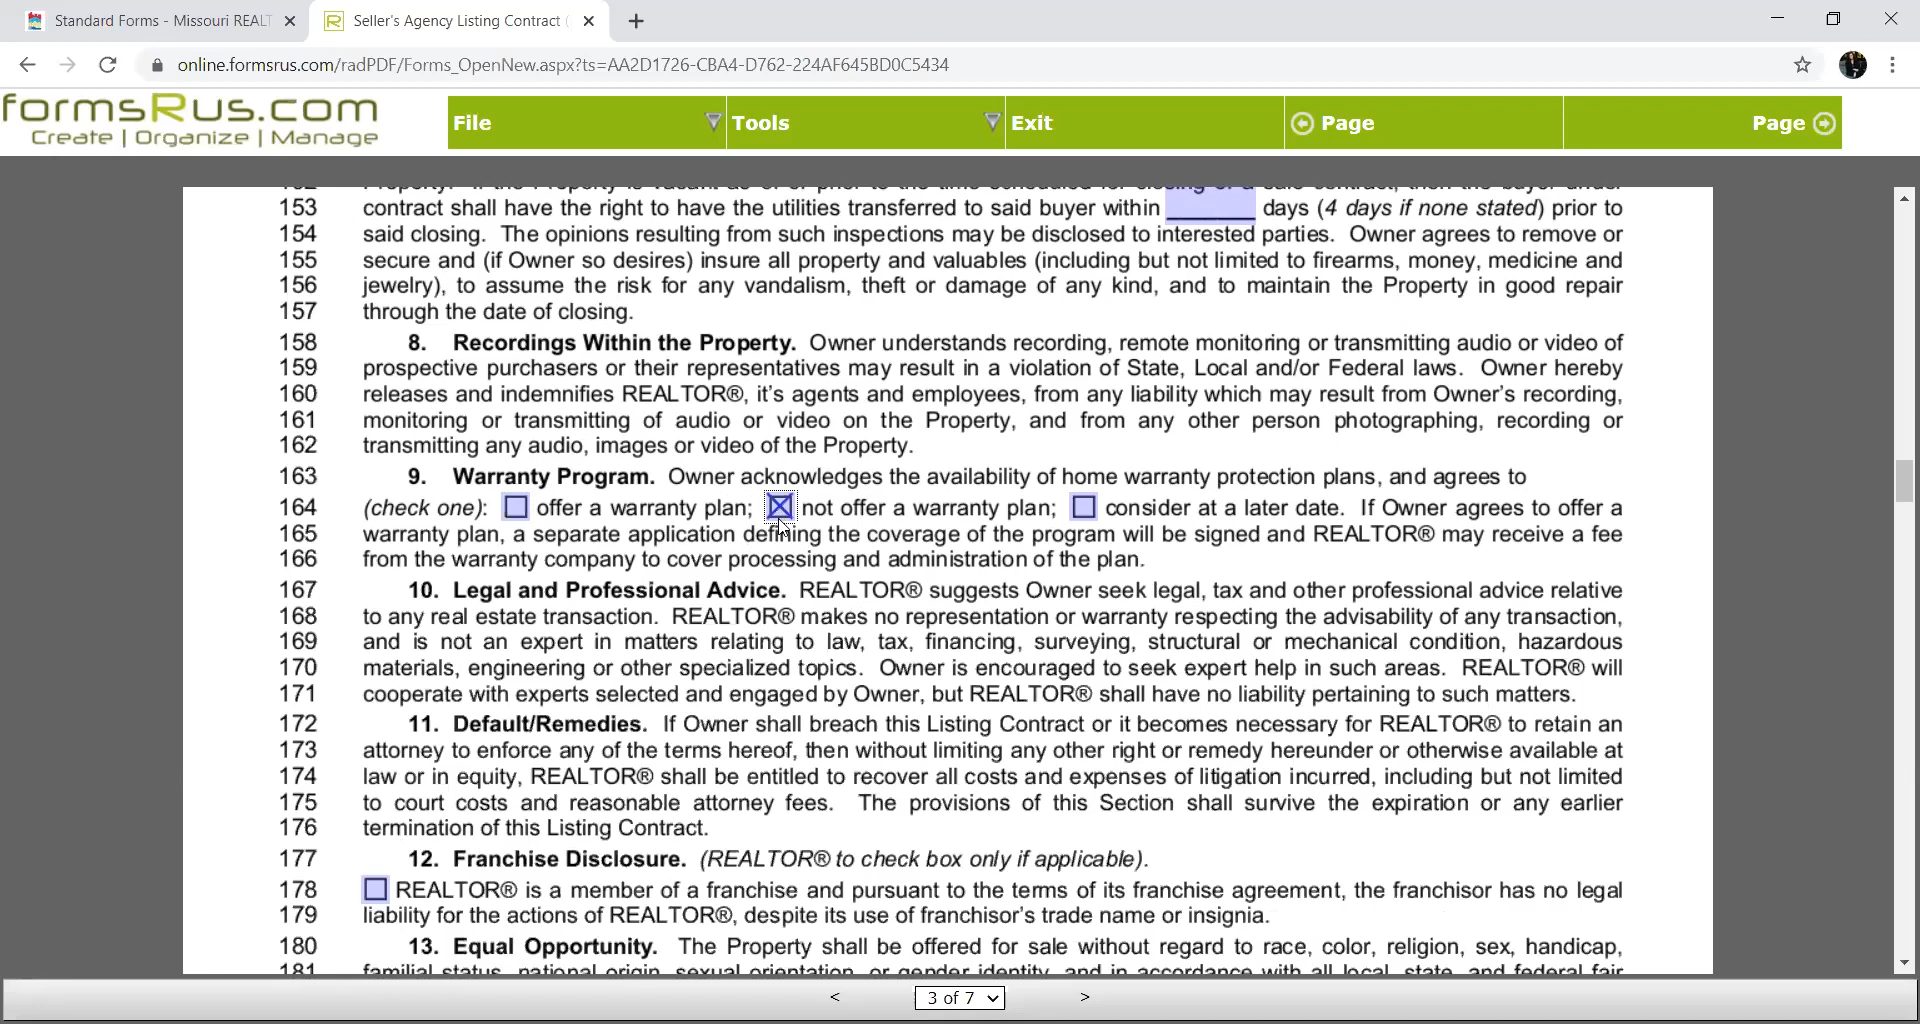 Standard Forms - Missouri REALT
Seller's Agency Listing Contract
online.formsrus.com/radPDF/Forms_OpenNew.aspx?ts=AA2D1726-CBA4-D762-224AF645BD0C5434
formsRus.com
Create | Organize | Manage
File
Tools
Exit
Page
Page
153 contract shall have the right to have the utilities transferred to said buyer within ________ days (4 days if none stated) prior to
154 said closing. The opinions resulting from such inspections may be disclosed to interested parties. Owner agrees to remove or
155 secure and (if Owner so desires) insure all property and valuables (including but not limited to firearms, money, medicine and
156 jewelry), to assume the risk for any vandalism, theft or damage of any kind, and to maintain the Property in good repair
157 through the date of closing.
158 8. Recordings Within the Property. Owner understands recording, remote monitoring or transmitting audio or video of
159 prospective purchasers or their representatives may result in a violation of State, Local and/or Federal laws. Owner hereby
160 releases and indemnifies REALTOR®, it's agents and employees, from any liability which may result from Owner's recording,
161 monitoring or transmitting of audio or video on the Property, and from any other person photographing, recording or
162 transmitting any audio, images or video of the Property.
163 9. Warranty Program. Owner acknowledges the availability of home warranty protection plans, and agrees to
164 (check one): ☐ offer a warranty plan; ☒ not offer a warranty plan; ☐ consider at a later date. If Owner agrees to offer a
165 warranty plan, a separate application defining the coverage of the program will be signed and REALTOR® may receive a fee
166 from the warranty company to cover processing and administration of the plan.
167 10. Legal and Professional Advice. REALTOR® suggests Owner seek legal, tax and other professional advice relative
168 to any real estate transaction. REALTOR® makes no representation or warranty respecting the advisability of any transaction,
169 and is not an expert in matters relating to law, tax, financing, surveying, structural or mechanical condition, hazardous
170 materials, engineering or other specialized topics. Owner is encouraged to seek expert help in such areas. REALTOR® will
171 cooperate with experts selected and engaged by Owner, but REALTOR® shall have no liability pertaining to such matters.
172 11. Default/Remedies. If Owner shall breach this Listing Contract or it becomes necessary for REALTOR® to retain an
173 attorney to enforce any of the terms hereof, then without limiting any other right or remedy hereunder or otherwise available at
174 law or in equity, REALTOR® shall be entitled to recover all costs and expenses of litigation incurred, including but not limited
175 to court costs and reasonable attorney fees. The provisions of this Section shall survive the expiration or any earlier
176 termination of this Listing Contract.
177 12. Franchise Disclosure. (REALTOR® to check box only if applicable).
178 ☐ REALTOR® is a member of a franchise and pursuant to the terms of its franchise agreement, the franchisor has no legal
179 liability for the actions of REALTOR®, despite its use of franchisor's trade name or insignia.
180 13. Equal Opportunity. The Property shall be offered for sale without regard to race, color, religion, sex, handicap,
181 familial status, national origin, sexual orientation, or gender identity, and in accordance with all local, state, and federal fair
< 3 of 7 >